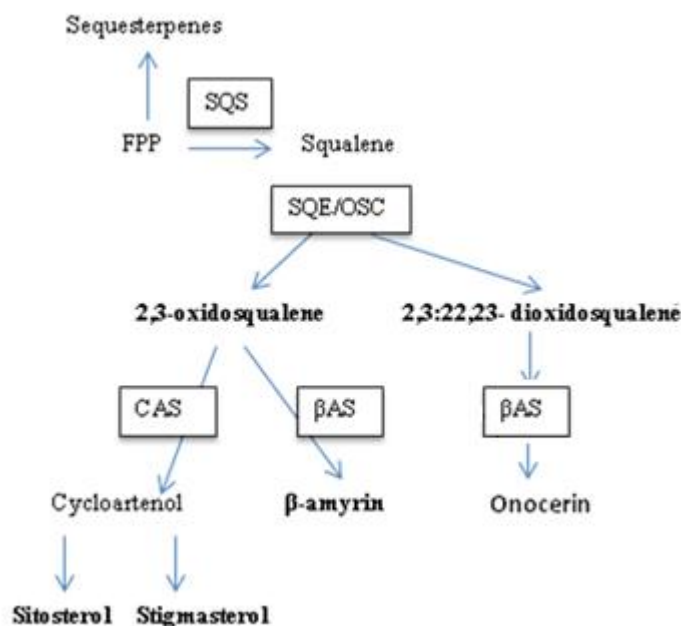 Sequesterpenes
SQS
FPP Squalene
SQE/OSC
2,3-oxidosqualene 2,3:22,23- dioxidosqualene
CAS βAS βAS
Cycloartenol β-amyrin Onocerin
Sitosterol Stigmasterol